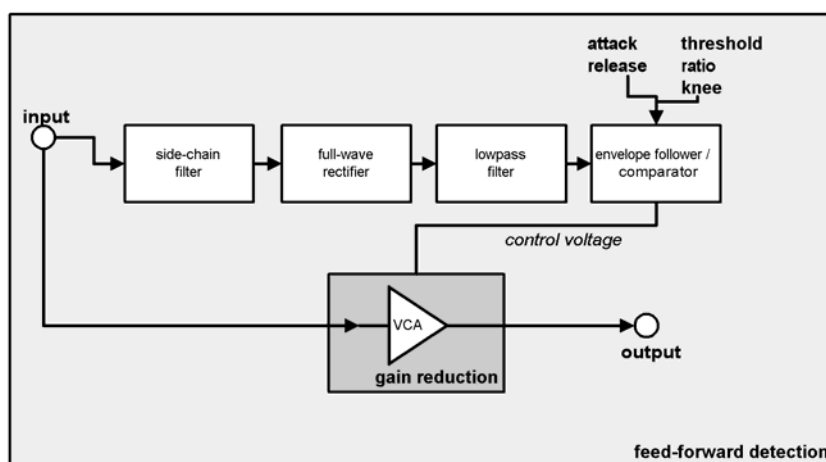 attack
release
threshold
ratio
knee
input
side-chain
filter
full-wave
rectifier
lowpass
filter
envelope follower /
comparator
control voltage
VCA
gain reduction
output
feed-forward detection